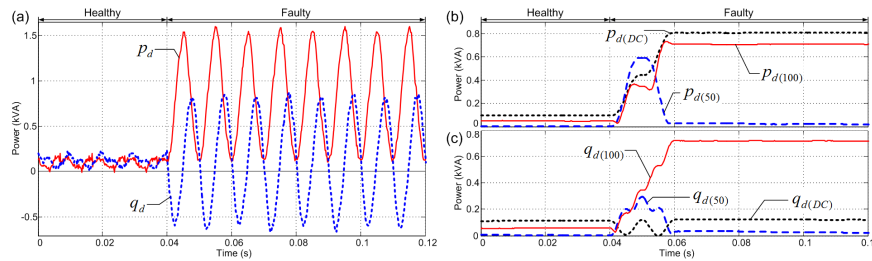 Healthy
Faulty
(a)
1.5
1
0.5
0
-0.5
Power (kVA)
p_d
q_d
0
0.02
0.04
0.06
0.08
0.10
0.12
Time (s)
Healthy
Faulty
(b)
0.8
0.6
0.4
0.2
0
Power (kVA)
p_d(DC)
p_d(100)
p_d(50)
(c)
0.8
0.6
0.4
0.2
0
Power (kVA)
q_d(100)
q_d(50)
q_d(DC)
0
0.02
0.04
0.06
0.08
0.1
Time (s)